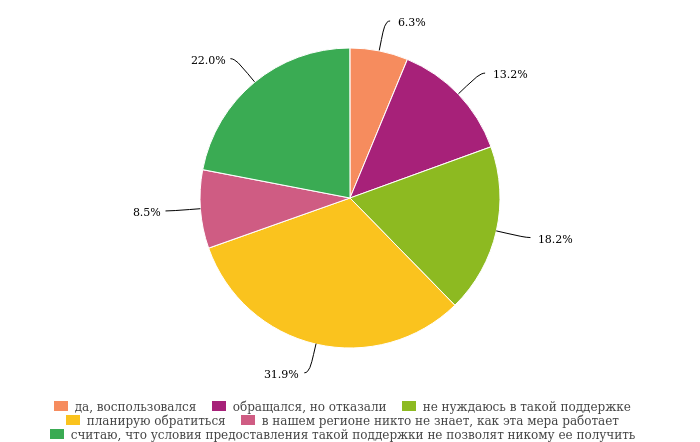 6.3%
22.0%
13.2%
8.5%
18.2%
31.9%
да, воспользовался обращался, но отказали не нуждаюсь в такой поддержке
планирую обратиться в нашем регионе никто не знает, как эта мера работает
считаю, что условия предоставления такой поддержки не позволят никому ее получить